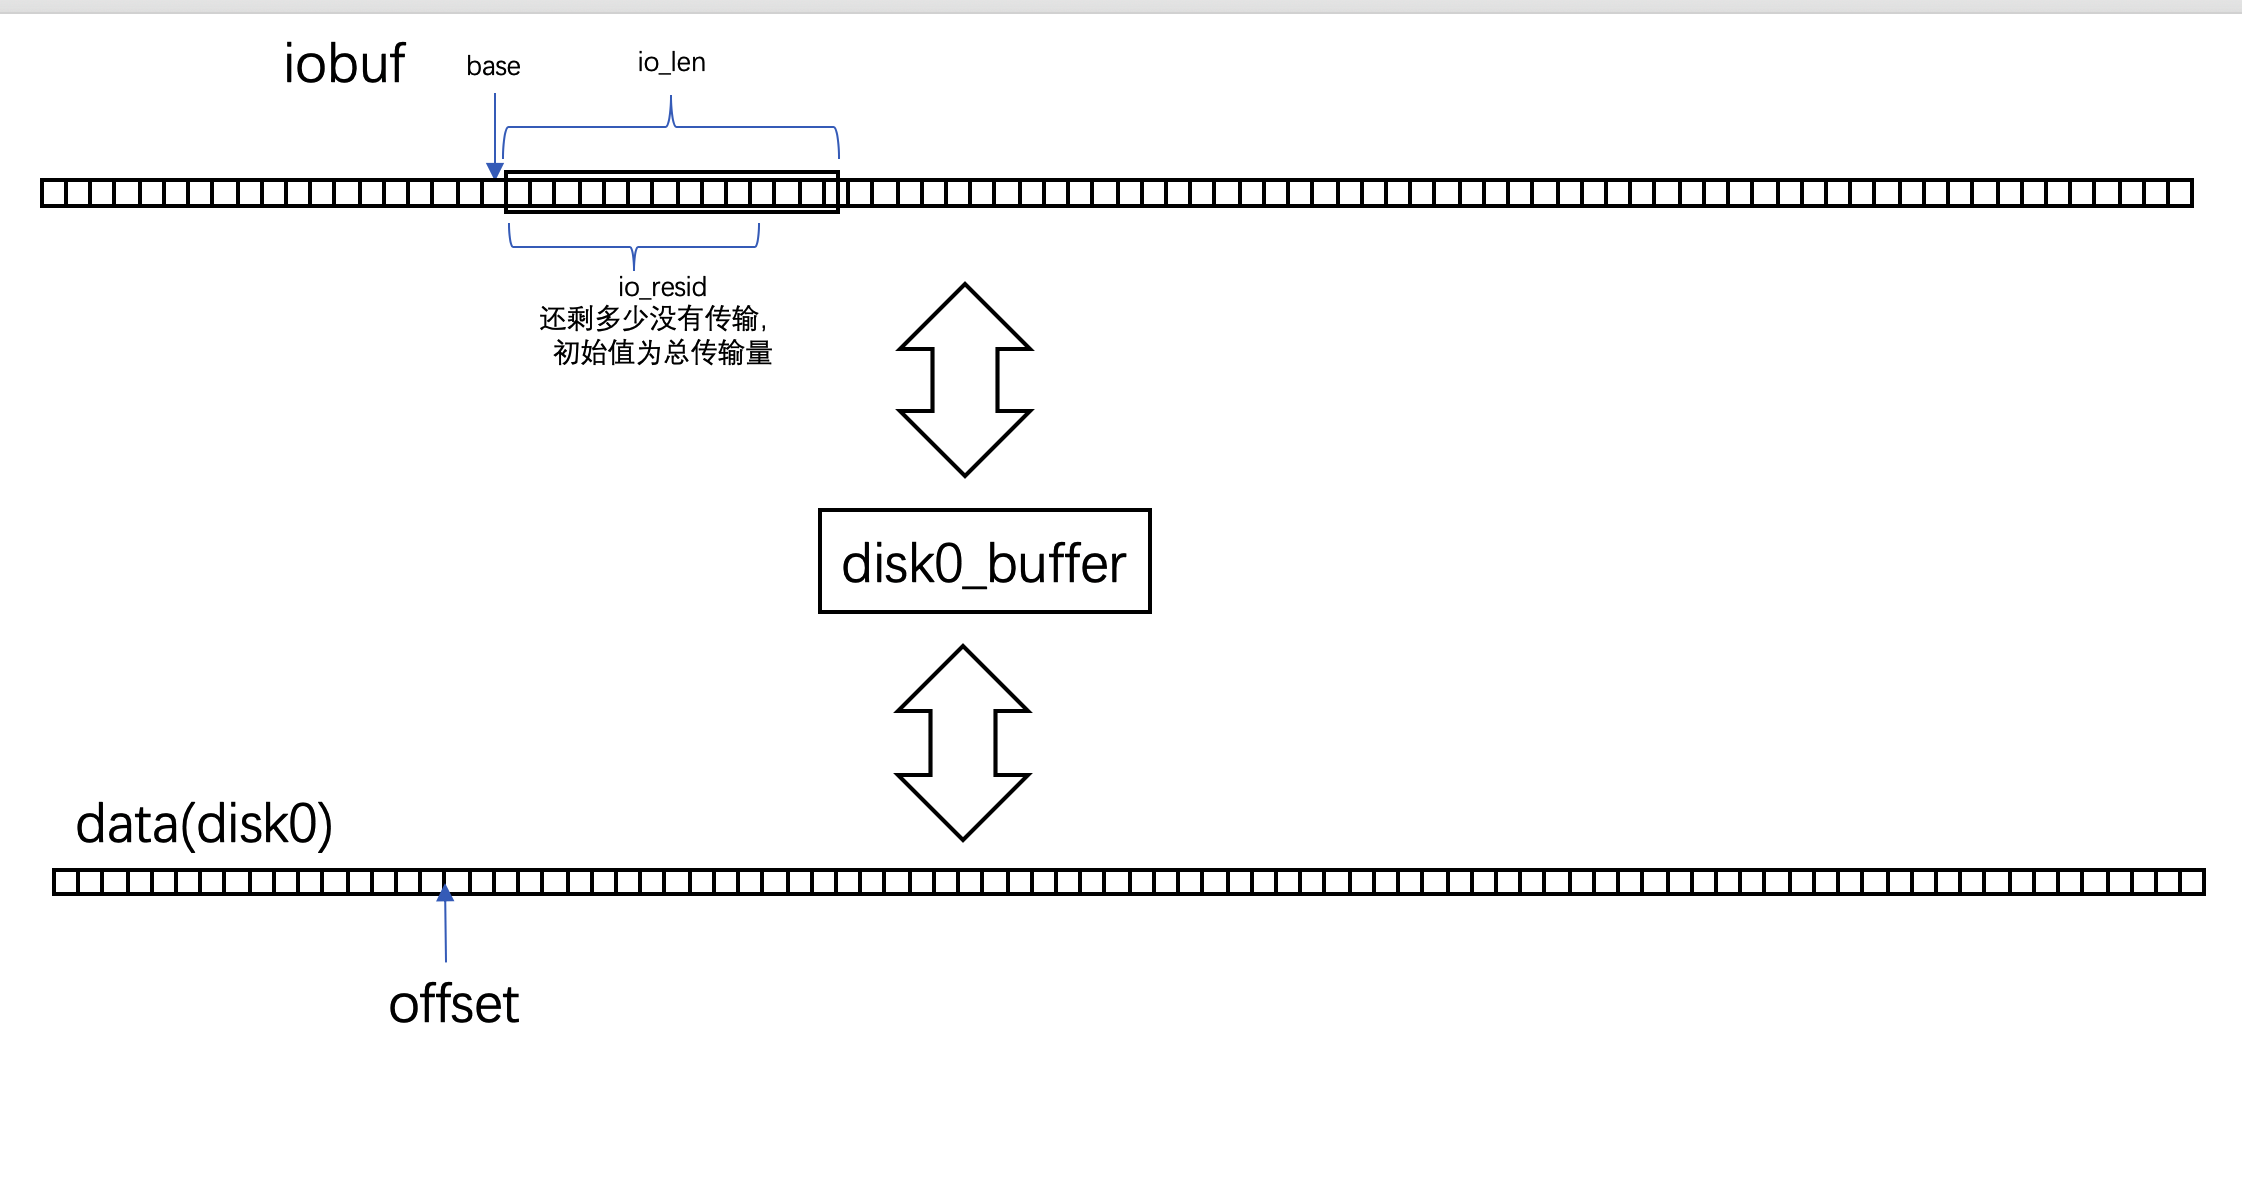 iobuf
base
io_len
io_resid
还剩多少没有传输,
初始值为总传输量
disk0_buffer
data(disk0)
offset